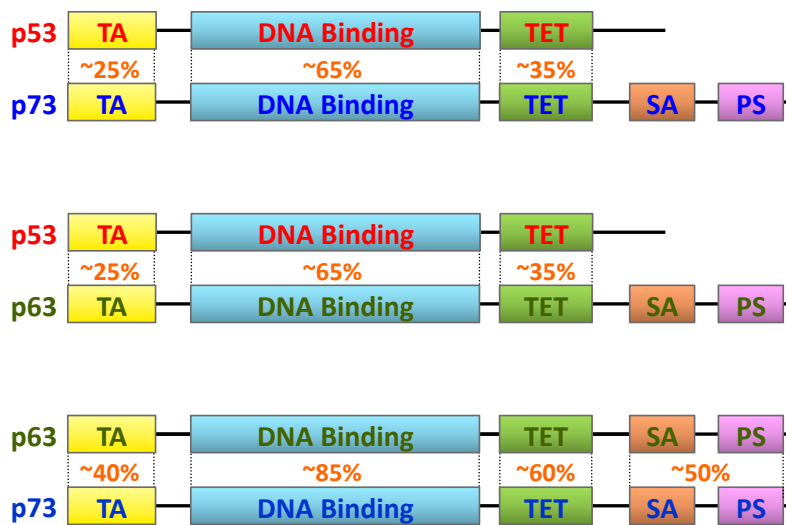 p53 TA DNA Binding TET
~25% ~65% ~35%
p73 TA DNA Binding TET SA PS
p53 TA DNA Binding TET
~25% ~65% ~35%
p63 TA DNA Binding TET SA PS
p63 TA DNA Binding TET SA PS
~40% ~85% ~60% ~50%
p73 TA DNA Binding TET SA PS